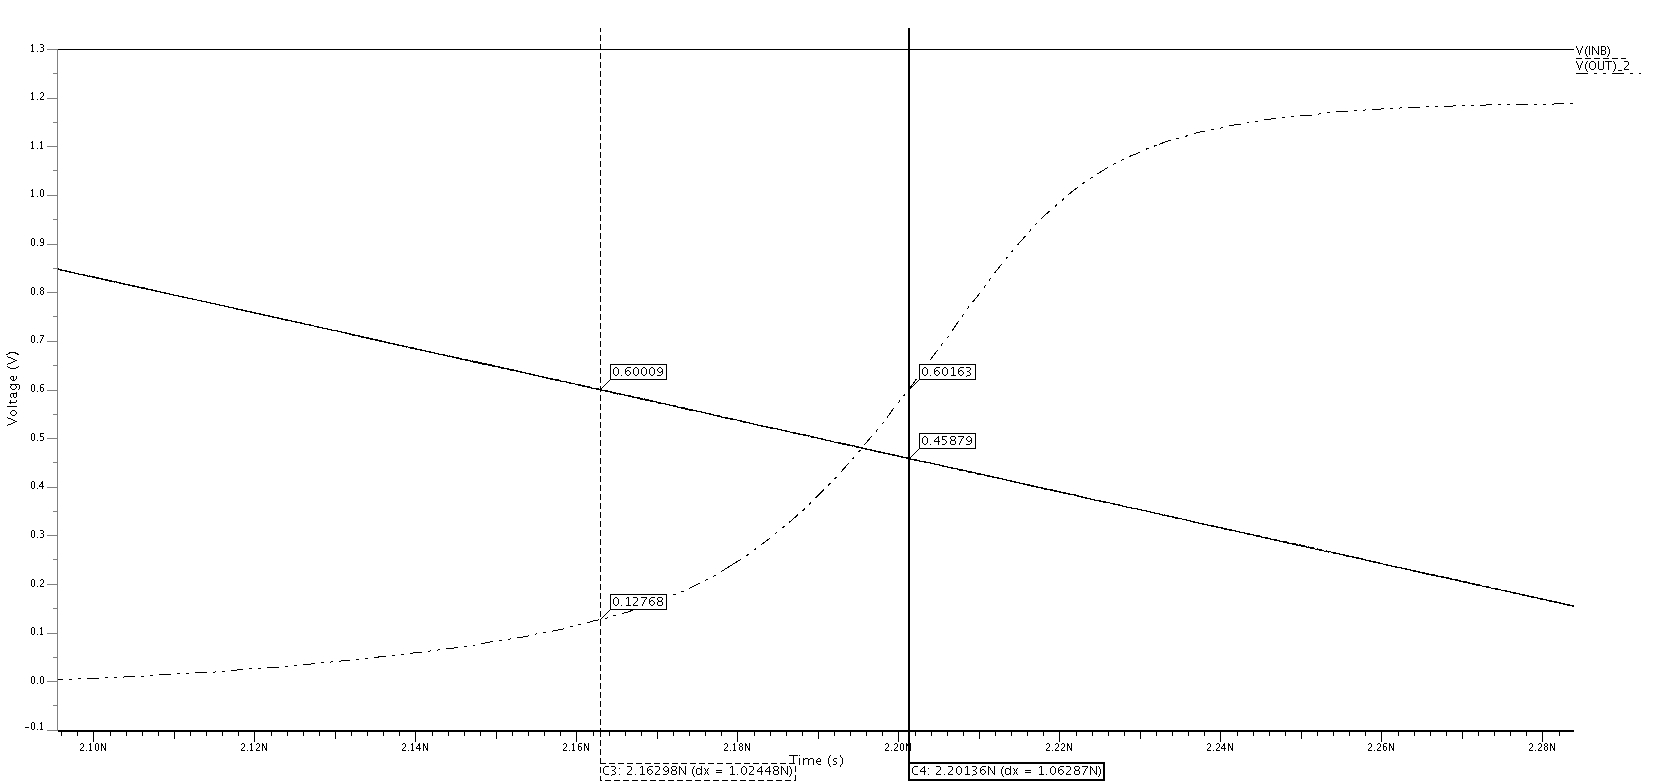 1.3
V(INB)
V(OUT)_2
1.2
1.1
1.0
0.9
0.8
0.7
0.60009
0.60163
0.6
Voltage (V)
0.5
0.45879
0.4
0.3
0.2
0.12768
0.1
0.0
-0.1
2.10N 2.12N 2.14N 2.16N 2.18N 2.20N 2.22N 2.24N 2.26N 2.28N
Time (s)
C3: 2.16298N (dx = 1.02448N)
C4: 2.20136N (dx = 1.06287N)